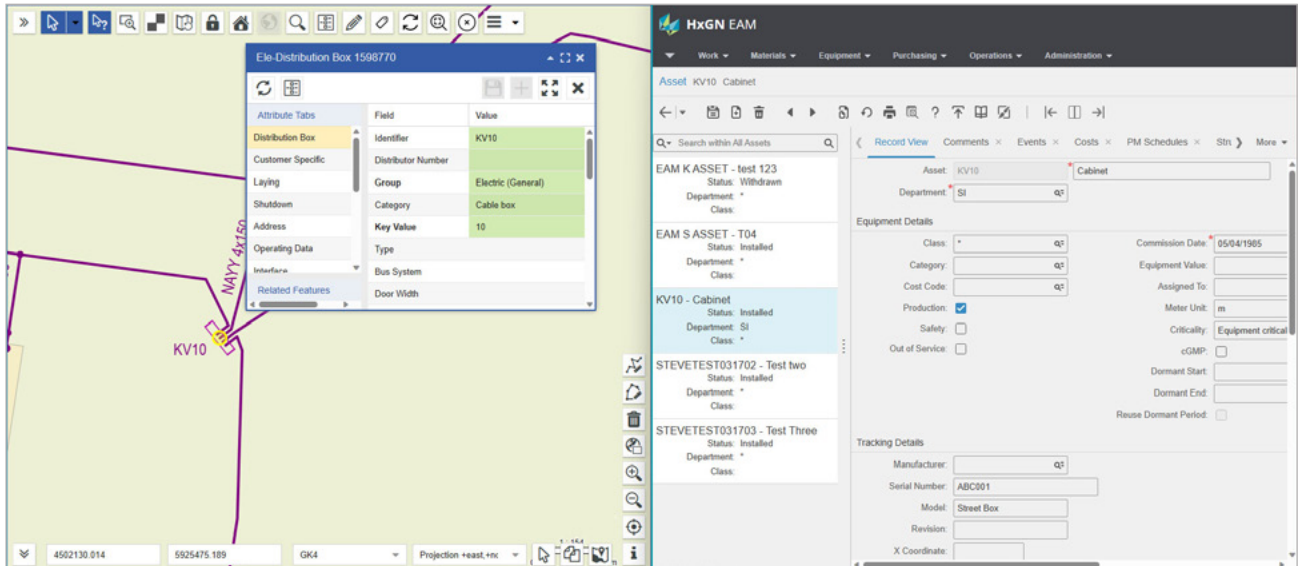 Ele-Distribution Box 1598770
Attribute Tabs
Field
Value
Distribution Box
Identifier
KV10
Customer Specific
Distributor Number
Laying
Group
Electric (General)
Shutdown
Category
Cable box
Address
Key Value
10
Operating Data
Type
Interface
Bus System
Related Features
Door Width
NAYY 4x150
KV10
4502130.014
5925475.189
GK4
Projection +east,+nc
HxGN EAM
Work
Materials
Equipment
Purchasing
Operations
Administration
Asset KV10 Cabinet
Search within All Assets
Record View
Comments
Events
Costs
PM Schedules
More
EAM K ASSET - test 123
Status: Withdrawn
Department: *
Class:
EAM S ASSET - T04
Status: Installed
Department: *
Class:
KV10 - Cabinet
Status: Installed
Department: SI
Class: *
STEVETEST031702 - Test two
Status: Installed
Department: *
Class:
STEVETEST031703 - Test Three
Status: Installed
Department: *
Class:
Asset: KV10 * Cabinet
Department: * SI
Equipment Details
Class: * Commission Date: * 05/04/1985
Category: Equipment Value:
Cost Code: Assigned To:
Production: Meter Unit: m
Safety: Criticality: Equipment critical
Out of Service: cGMP:
Dormant Start:
Dormant End:
Reuse Dormant Period:
Tracking Details
Manufacturer:
Serial Number: ABC001
Model: Street Box
Revision:
X Coordinate: